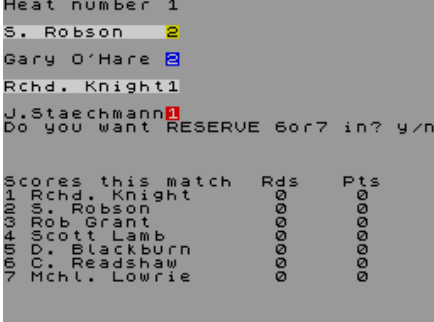 Heat number 1
S. Robson 2
Gary O'Hare 2
Rchd. Knight1
J.Staechmann1
Do you want RESERVE 6or7 in? y/n
Scores this match Rds Pts
1 Rchd. Knight 0 0
2 S. Robson 0 0
3 Rob Grant 0 0
4 Scott Lamb 0 0
5 D. Blackburn 0 0
6 C. Readshaw 0 0
7 Mchl. Lowrie 0 0